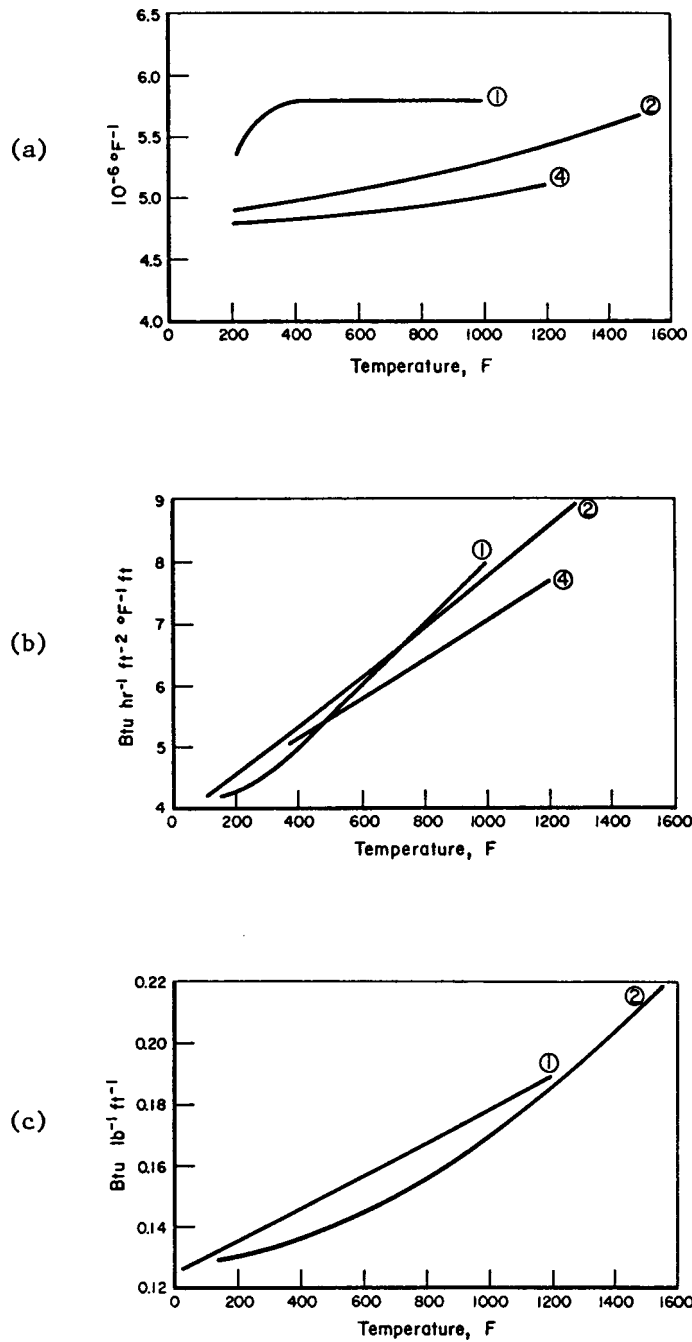 (a)
10⁻⁶ °F⁻¹
6.5
6.0
5.5
5.0
4.5
4.0
①
②
④
0 200 400 600 800 1000 1200 1400 1600
Temperature, F
(b)
Btu hr⁻¹ ft⁻² °F⁻¹ ft
9
8
7
6
5
4
①
②
④
0 200 400 600 800 1000 1200 1400 1600
Temperature, F
(c)
Btu lb⁻¹ ft⁻¹
0.22
0.20
0.18
0.16
0.14
0.12
①
②
0 200 400 600 800 1000 1200 1400 1600
Temperature, F